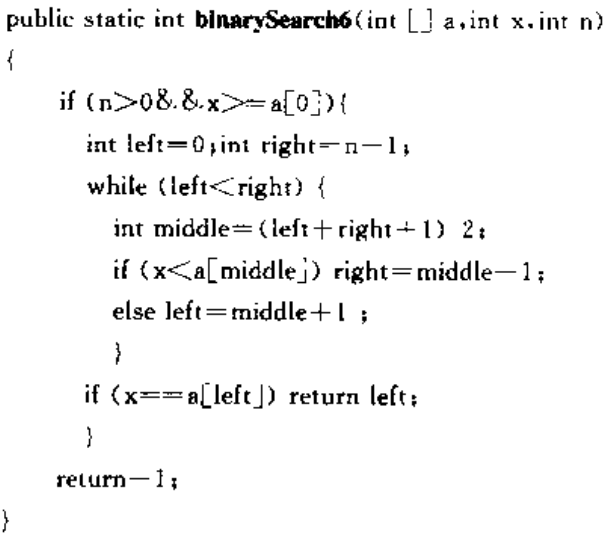 public static int binarySearch6(int [] a,int x,int n)
{
if (n>0&&x>=a[0]){
int left=0;int right=n-1;
while (left<right) {
int middle=(left+right+1) 2;
if (x<a[middle]) right=middle-1;
else left=middle+1 ;
}
if (x==a[left]) return left;
}
return-1;
}